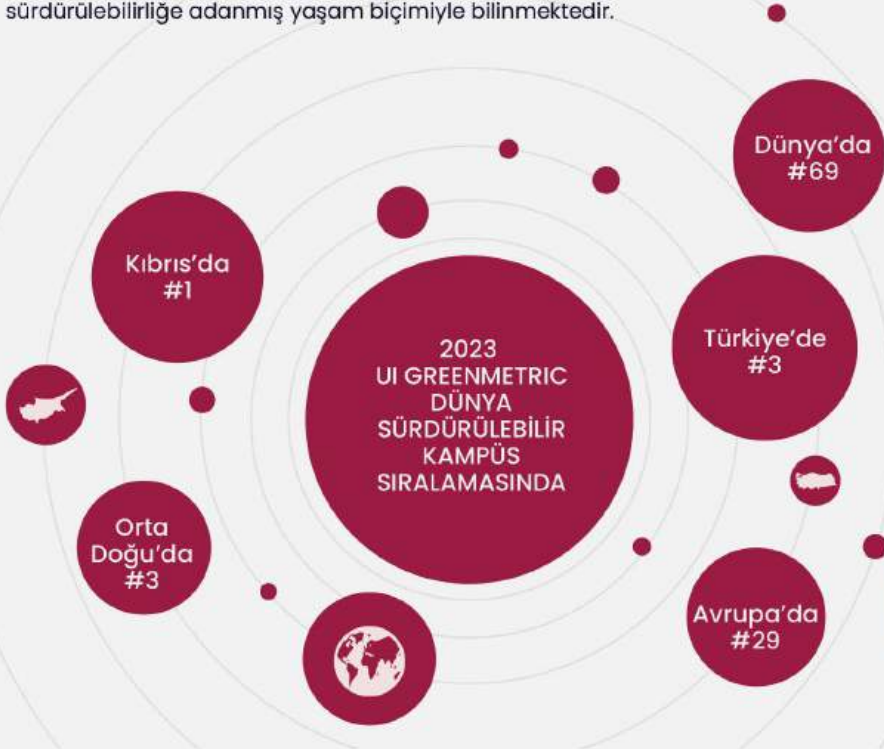 sürdürülebilirliğe adanmış yaşam biçimiyle bilinmektedir.
Dünya'da
#69
Kıbrıs'da
#1
2023
UI GREENMETRIC
DÜNYA
SÜRDÜRÜLEBİLİR
KAMPÜS
SIRALAMASINDA
Türkiye'de
#3
Orta
Doğu'da
#3
Avrupa'da
#29